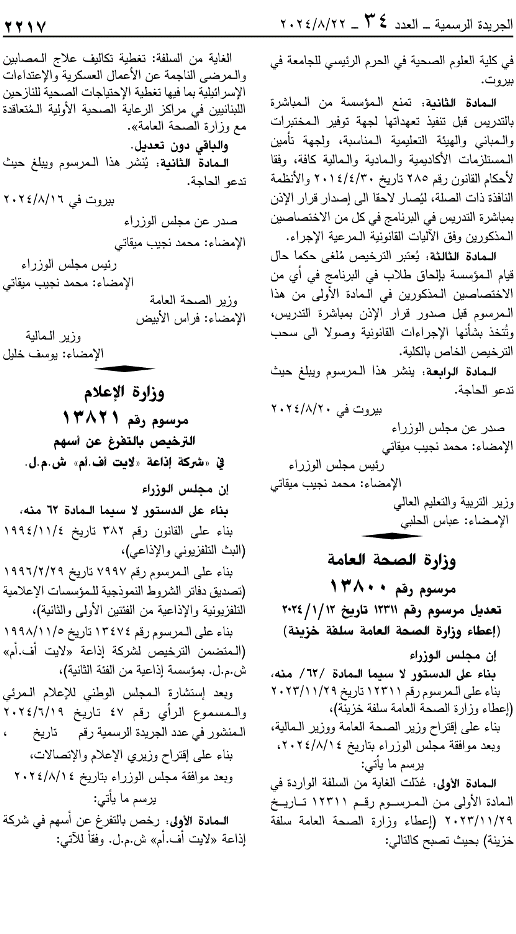 الجريدة الرسمية ــ العدد ٣٤ ــ ٢٠٢٤/٨/٢٢
٢٢١٧
في كلية العلوم الصحية في الحرم الرئيسي للجامعة في
بيروت.
المادة الثانية: تمنع المؤسسة من المباشرة
بالتدريس قبل تنفيذ تعهداتها لجهة توفير المختبرات
والمباني والهيئة التعليمية المناسبة، ولجهة تأمين
المستلزمات الأكاديمية والمادية والمالية كافة، وفقا
لأحكام القانون رقم ٢٨٥ تاريخ ٢٠١٤/٤/٣٠ والأنظمة
النافذة ذات الصلة، ليُصار لاحقا الى إصدار قرار الإذن
بمباشرة التدريس في البرنامج في كل من الاختصاصين
المذكورين وفق الآليات القانونية المرعية الإجراء.
المادة الثالثة: يُعتبر الترخيص مُلغى حكما حال
قيام المؤسسة بإلحاق طلاب في البرنامج في أي من
الاختصاصين المذكورين في المادة الأولى من هذا
المرسوم قبل صدور قرار الإذن بمباشرة التدريس،
وتُتخذ بشأنها الإجراءات القانونية وصولا الى سحب
الترخيص الخاص بالكلية.
المادة الرابعة: ينشر هذا المرسوم ويبلغ حيث
تدعو الحاجة.
بيروت في ٢٠٢٤/٨/٢٠
صدر عن مجلس الوزراء
الإمضاء: محمد نجيب ميقاتي
رئيس مجلس الوزراء
الإمضاء: محمد نجيب ميقاتي
وزير التربية والتعليم العالي
الإمضاء: عباس الحلبي
وزارة الصحة العامة
مرسوم رقم ١٣٨٠٠
تعديل مرسوم رقم ١٢٣١١ تاريخ ٢٠٢٤/١/١٢
(إعطاء وزارة الصحة العامة سلفة خزينة)
إن مجلس الوزراء
بناء على الدستور لا سيما المادة /٦٢/ منه،
بناء على المرسوم رقم ١٢٣١١ تاريخ ٢٠٢٣/١١/٢٩
(إعطاء وزارة الصحة العامة سلفة خزينة)،
بناء على إقتراح وزير الصحة العامة ووزير المالية،
وبعد موافقة مجلس الوزراء بتاريخ ٢٠٢٤/٨/١٤،
يرسم ما يأتي:
المادة الأولى: عُدّلت الغاية من السلفة الواردة في
المادة الأولى من المرسوم رقم ١٢٣١١ تاريخ
٢٠٢٣/١١/٢٩ (إعطاء وزارة الصحة العامة سلفة
خزينة) بحيث تصبح كالتالي:
الغاية من السلفة: تغطية تكاليف علاج المصابين
والمرضى الناجمة عن الأعمال العسكرية والإعتداءات
الإسرائيلية بما فيها تغطية الإحتياجات الصحية للنازحين
اللبنانيين في مراكز الرعاية الصحية الأولية المُتعاقدة
مع وزارة الصحة العامة».
والباقي دون تعديل.
المادة الثانية: يُنشر هذا المرسوم ويبلغ حيث
تدعو الحاجة.
بيروت في ٢٠٢٤/٨/١٦
صدر عن مجلس الوزراء
الإمضاء: محمد نجيب ميقاتي
رئيس مجلس الوزراء
الإمضاء: محمد نجيب ميقاتي
وزير الصحة العامة
الإمضاء: فراس الأبيض
وزير المالية
الإمضاء: يوسف خليل
وزارة الإعلام
مرسوم رقم ١٣٨٢١
الترخيص بالتفرغ عن أسهم
في «شركة إذاعة «لايت أف.أم» ش.م.ل.
إن مجلس الوزراء
بناء على الدستور لا سيما المادة ٦٢ منه،
بناء على القانون رقم ٣٨٢ تاريخ ١٩٩٤/١١/٤
(البث التلفزيوني والإذاعي)،
بناء على المرسوم رقم ٧٩٩٧ تاريخ ١٩٩٦/٢/٢٩
(تصديق دفاتر الشروط النموذجية للمؤسسات الإعلامية
التلفزيونية والإذاعية من الفئتين الأولى والثانية)،
بناء على المرسوم رقم ١٣٤٧٤ تاريخ ١٩٩٨/١١/٥
(المتضمن الترخيص لشركة إذاعة «لايت أف.أم»
ش.م.ل. بمؤسسة إذاعية من الفئة الثانية)،
وبعد إستشارة المجلس الوطني للإعلام المرئي
والمسموع الرأي رقم ٤٧ تاريخ ٢٠٢٤/٦/١٩
المنشور في عدد الجريدة الرسمية رقم تاريخ ،
بناء على إقتراح وزيري الإعلام والإتصالات،
وبعد موافقة مجلس الوزراء بتاريخ ٢٠٢٤/٨/١٤
يرسم ما يأتي:
المادة الأولى: رخص بالتفرغ عن أسهم في شركة
إذاعة «لايت أف.أم» ش.م.ل. وفقاً للآتي: